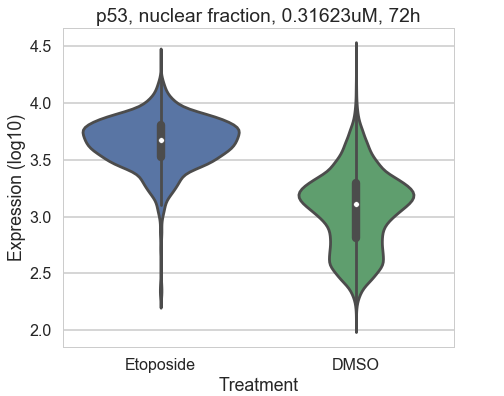 p53, nuclear fraction, 0.31623uM, 72h
4.5
4.0
3.5
3.0
2.5
2.0
Expression (log10)
Etoposide
DMSO
Treatment